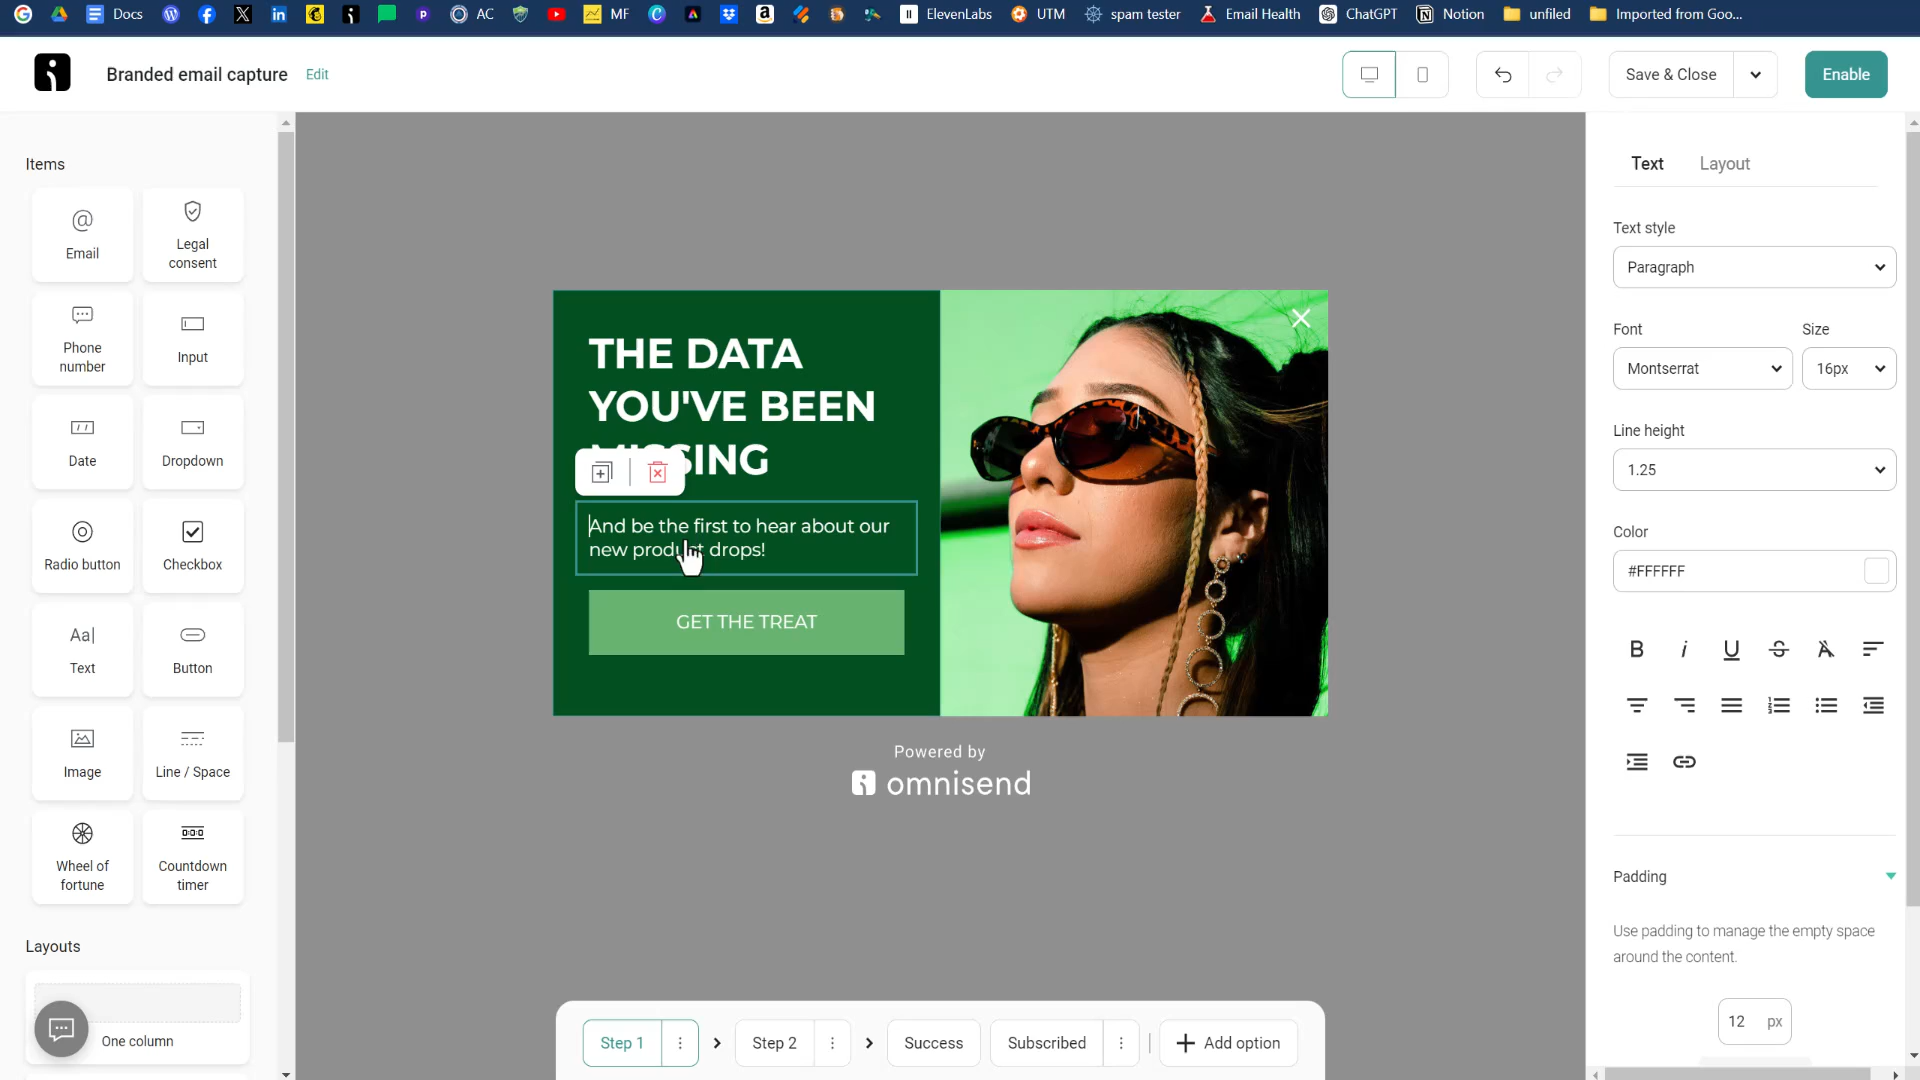 Docs
AC
MF
ElevenLabs
UTM
spam tester
Email Health
ChatGPT
Notion
unfiled
Imported from Goo...
Branded email capture
Edit
Save & Close
Enable
Items
@
Email
Legal
consent
Phone
number
Input
Date
Dropdown
Radio button
Checkbox
Aa|
Text
Button
Image
Line / Space
Wheel of
fortune
Countdown
timer
Layouts
One column
THE DATA
YOU'VE BEEN
And be the first to hear about our
new product drops!
GET THE TREAT
Powered by
omnisend
Step 1
Step 2
Success
Subscribed
Add option
Text
Layout
Text style
Paragraph
Font
Size
Montserrat
16px
Line height
1.25
Color
#FFFFFF
B
i
U
S
Padding
Use padding to manage the empty space
around the content.
12 px